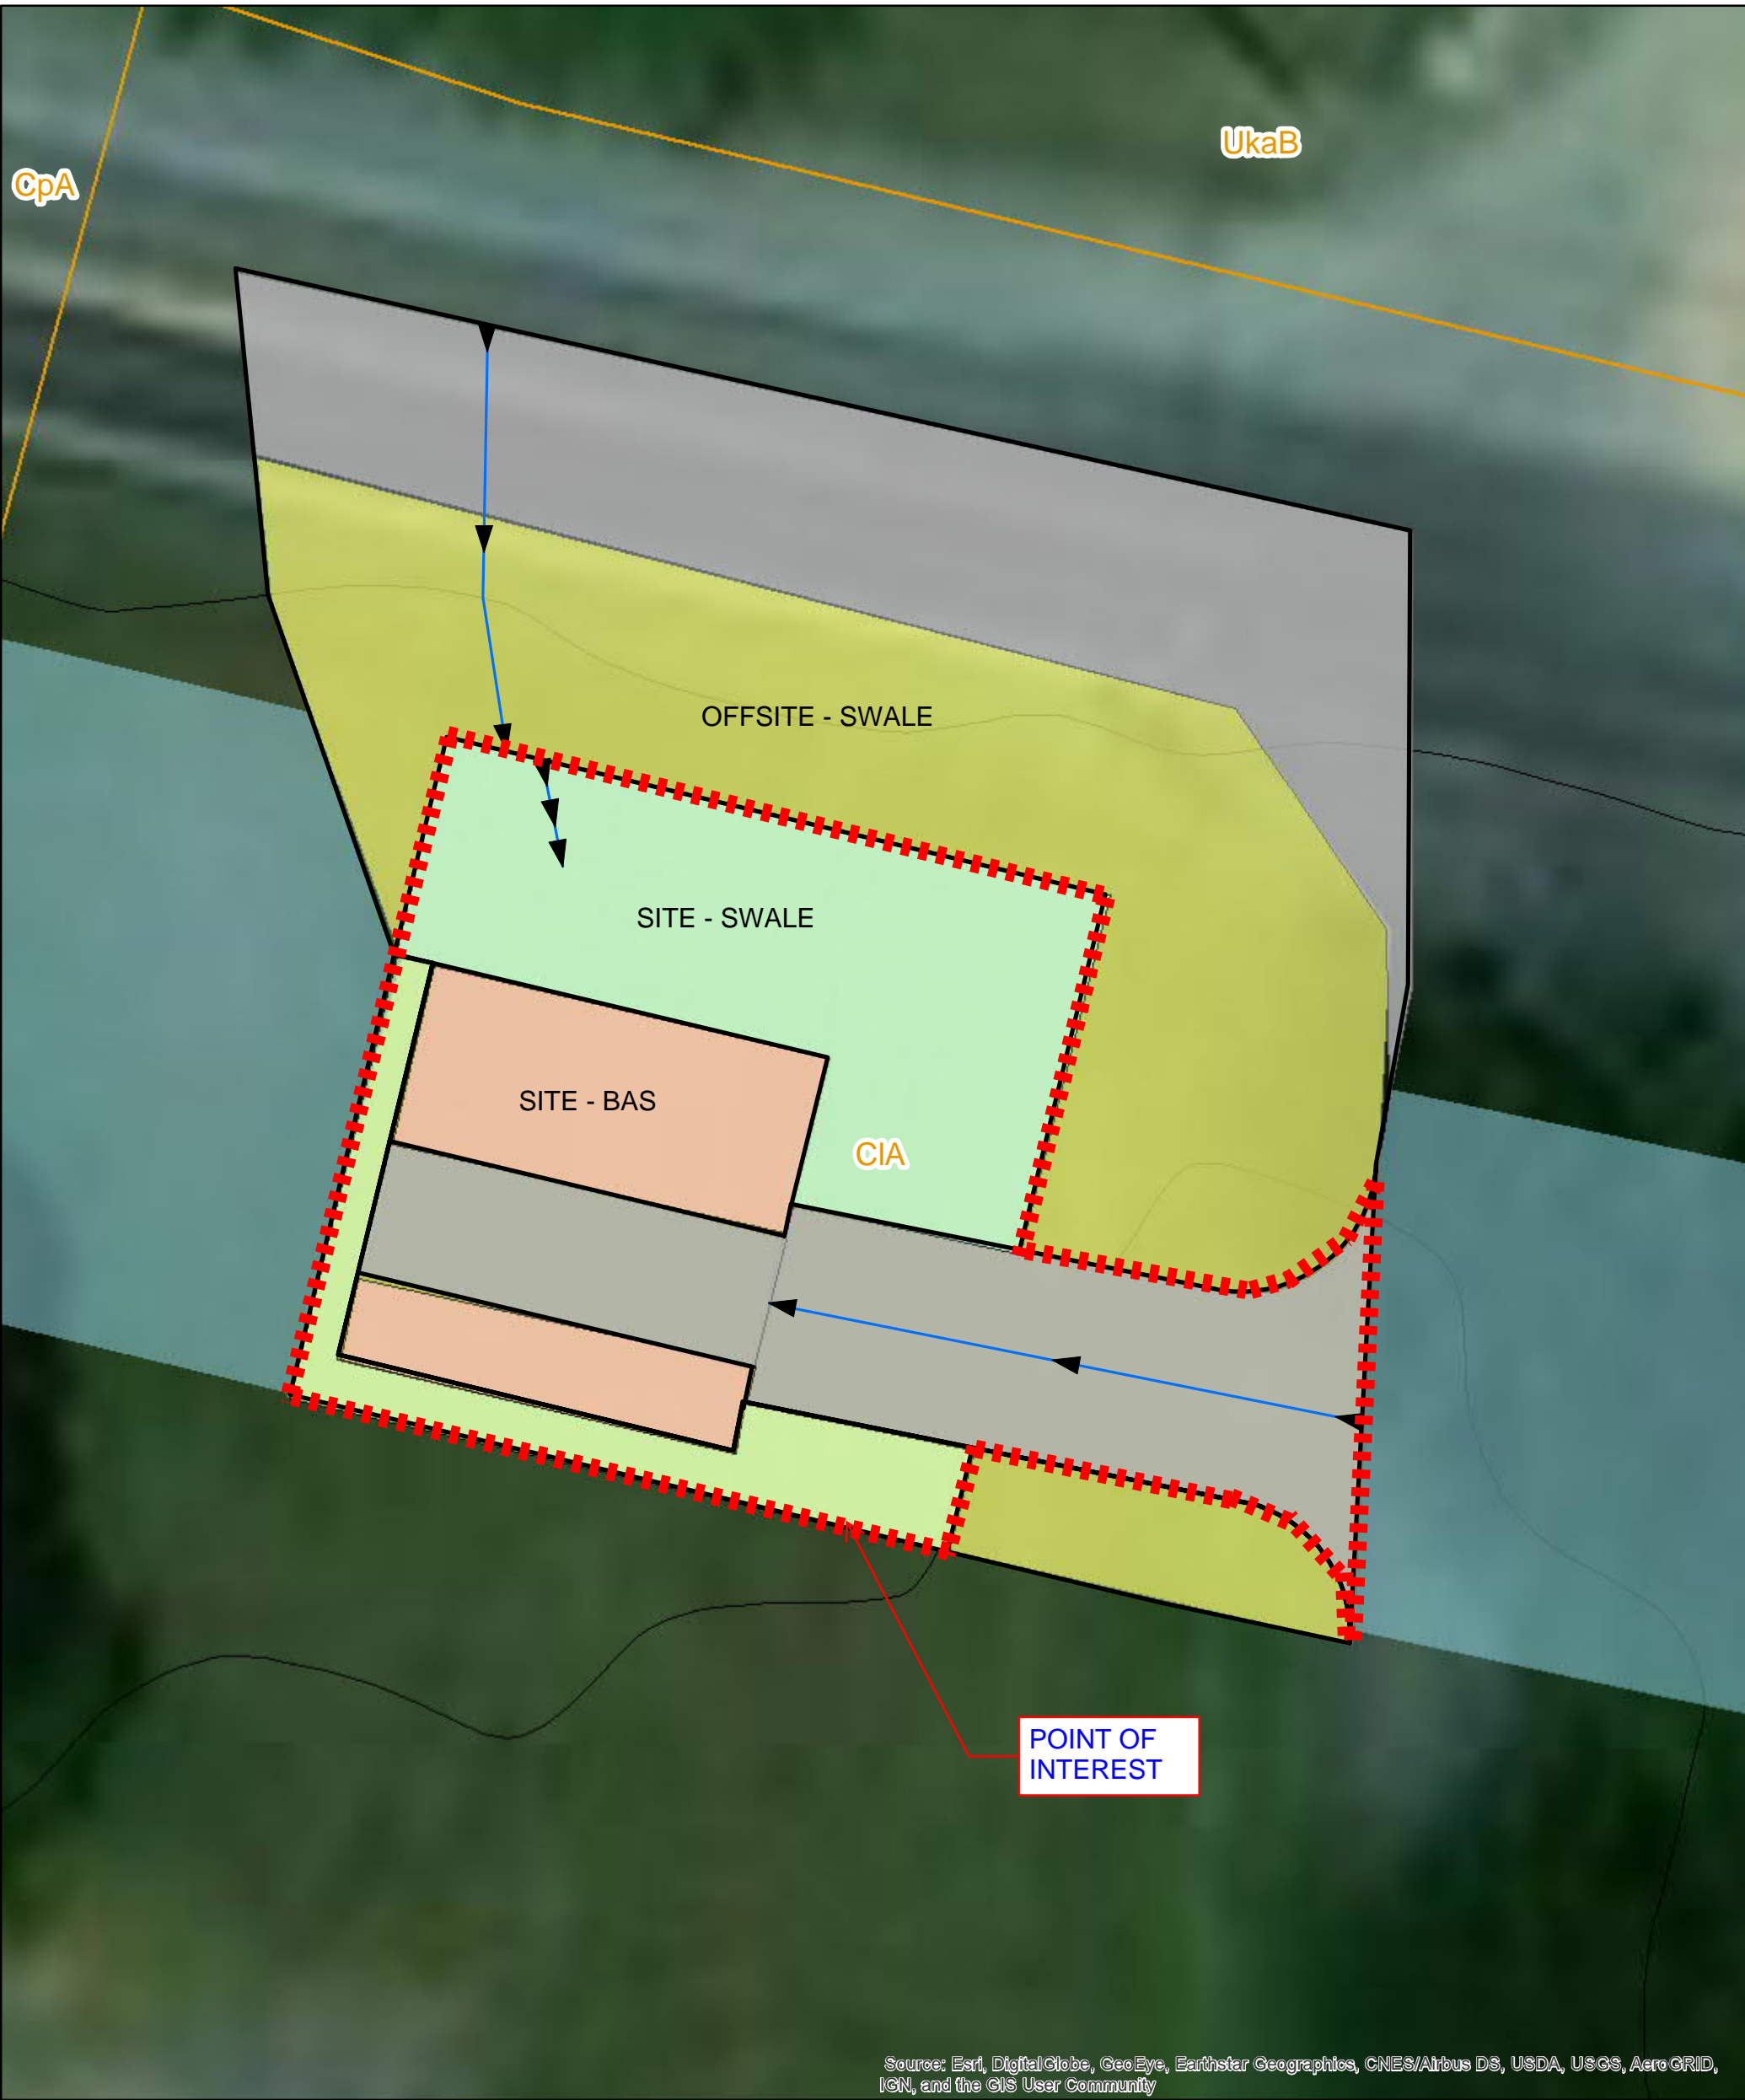 UkaB
CpA
OFFSITE - SWALE
SITE - SWALE
SITE - BAS
ClA
POINT OF
INTEREST
Source: Esri, DigitalGlobe, GeoEye, Earthstar Geographics, CNES/Airbus DS, USDA, USGS, AeroGRID,
IGN, and the GIS User Community